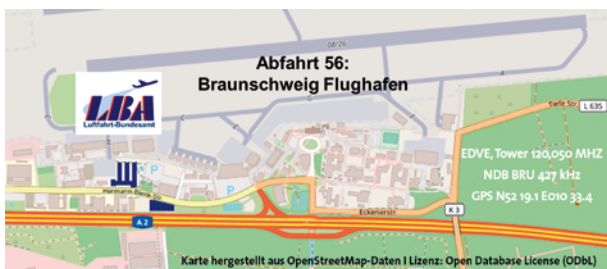 08/26
Abfahrt 56:
Braunschweig Flughafen
LBA
Luftfahrt-Bundesamt
Tiefe Str.
L 635
EDVE, Tower 120,050 MHZ
NDB BRU 427 kHz
GPS N52 19.1 E010 33.4
P
P
Hermann-Blenk-Str.
Eckenerstr.
K 3
A 2
Karte hergestellt aus OpenStreetMap-Daten I Lizenz: Open Database License (ODbL)